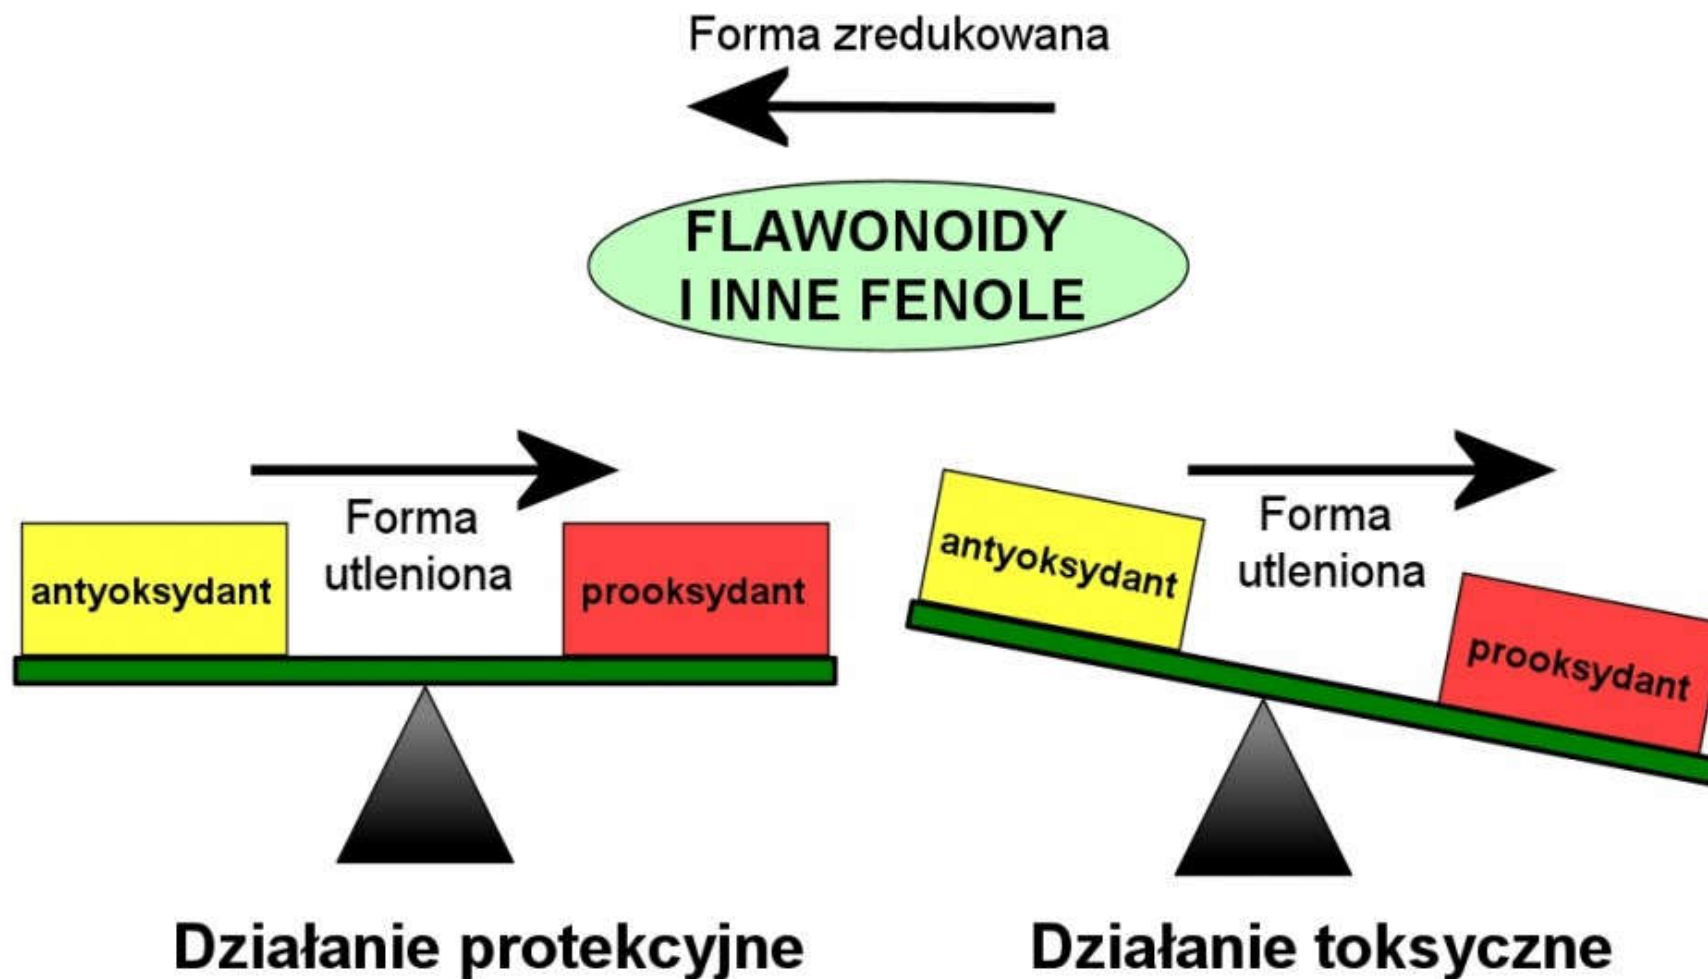 Forma zredukowana
FLAWONOIDY
I INNE FENOLE
Forma
utleniona
antyoksydant
prooksydant
Działanie protekcyjne
Forma
utleniona
antyoksydant
prooksydant
Działanie toksyczne